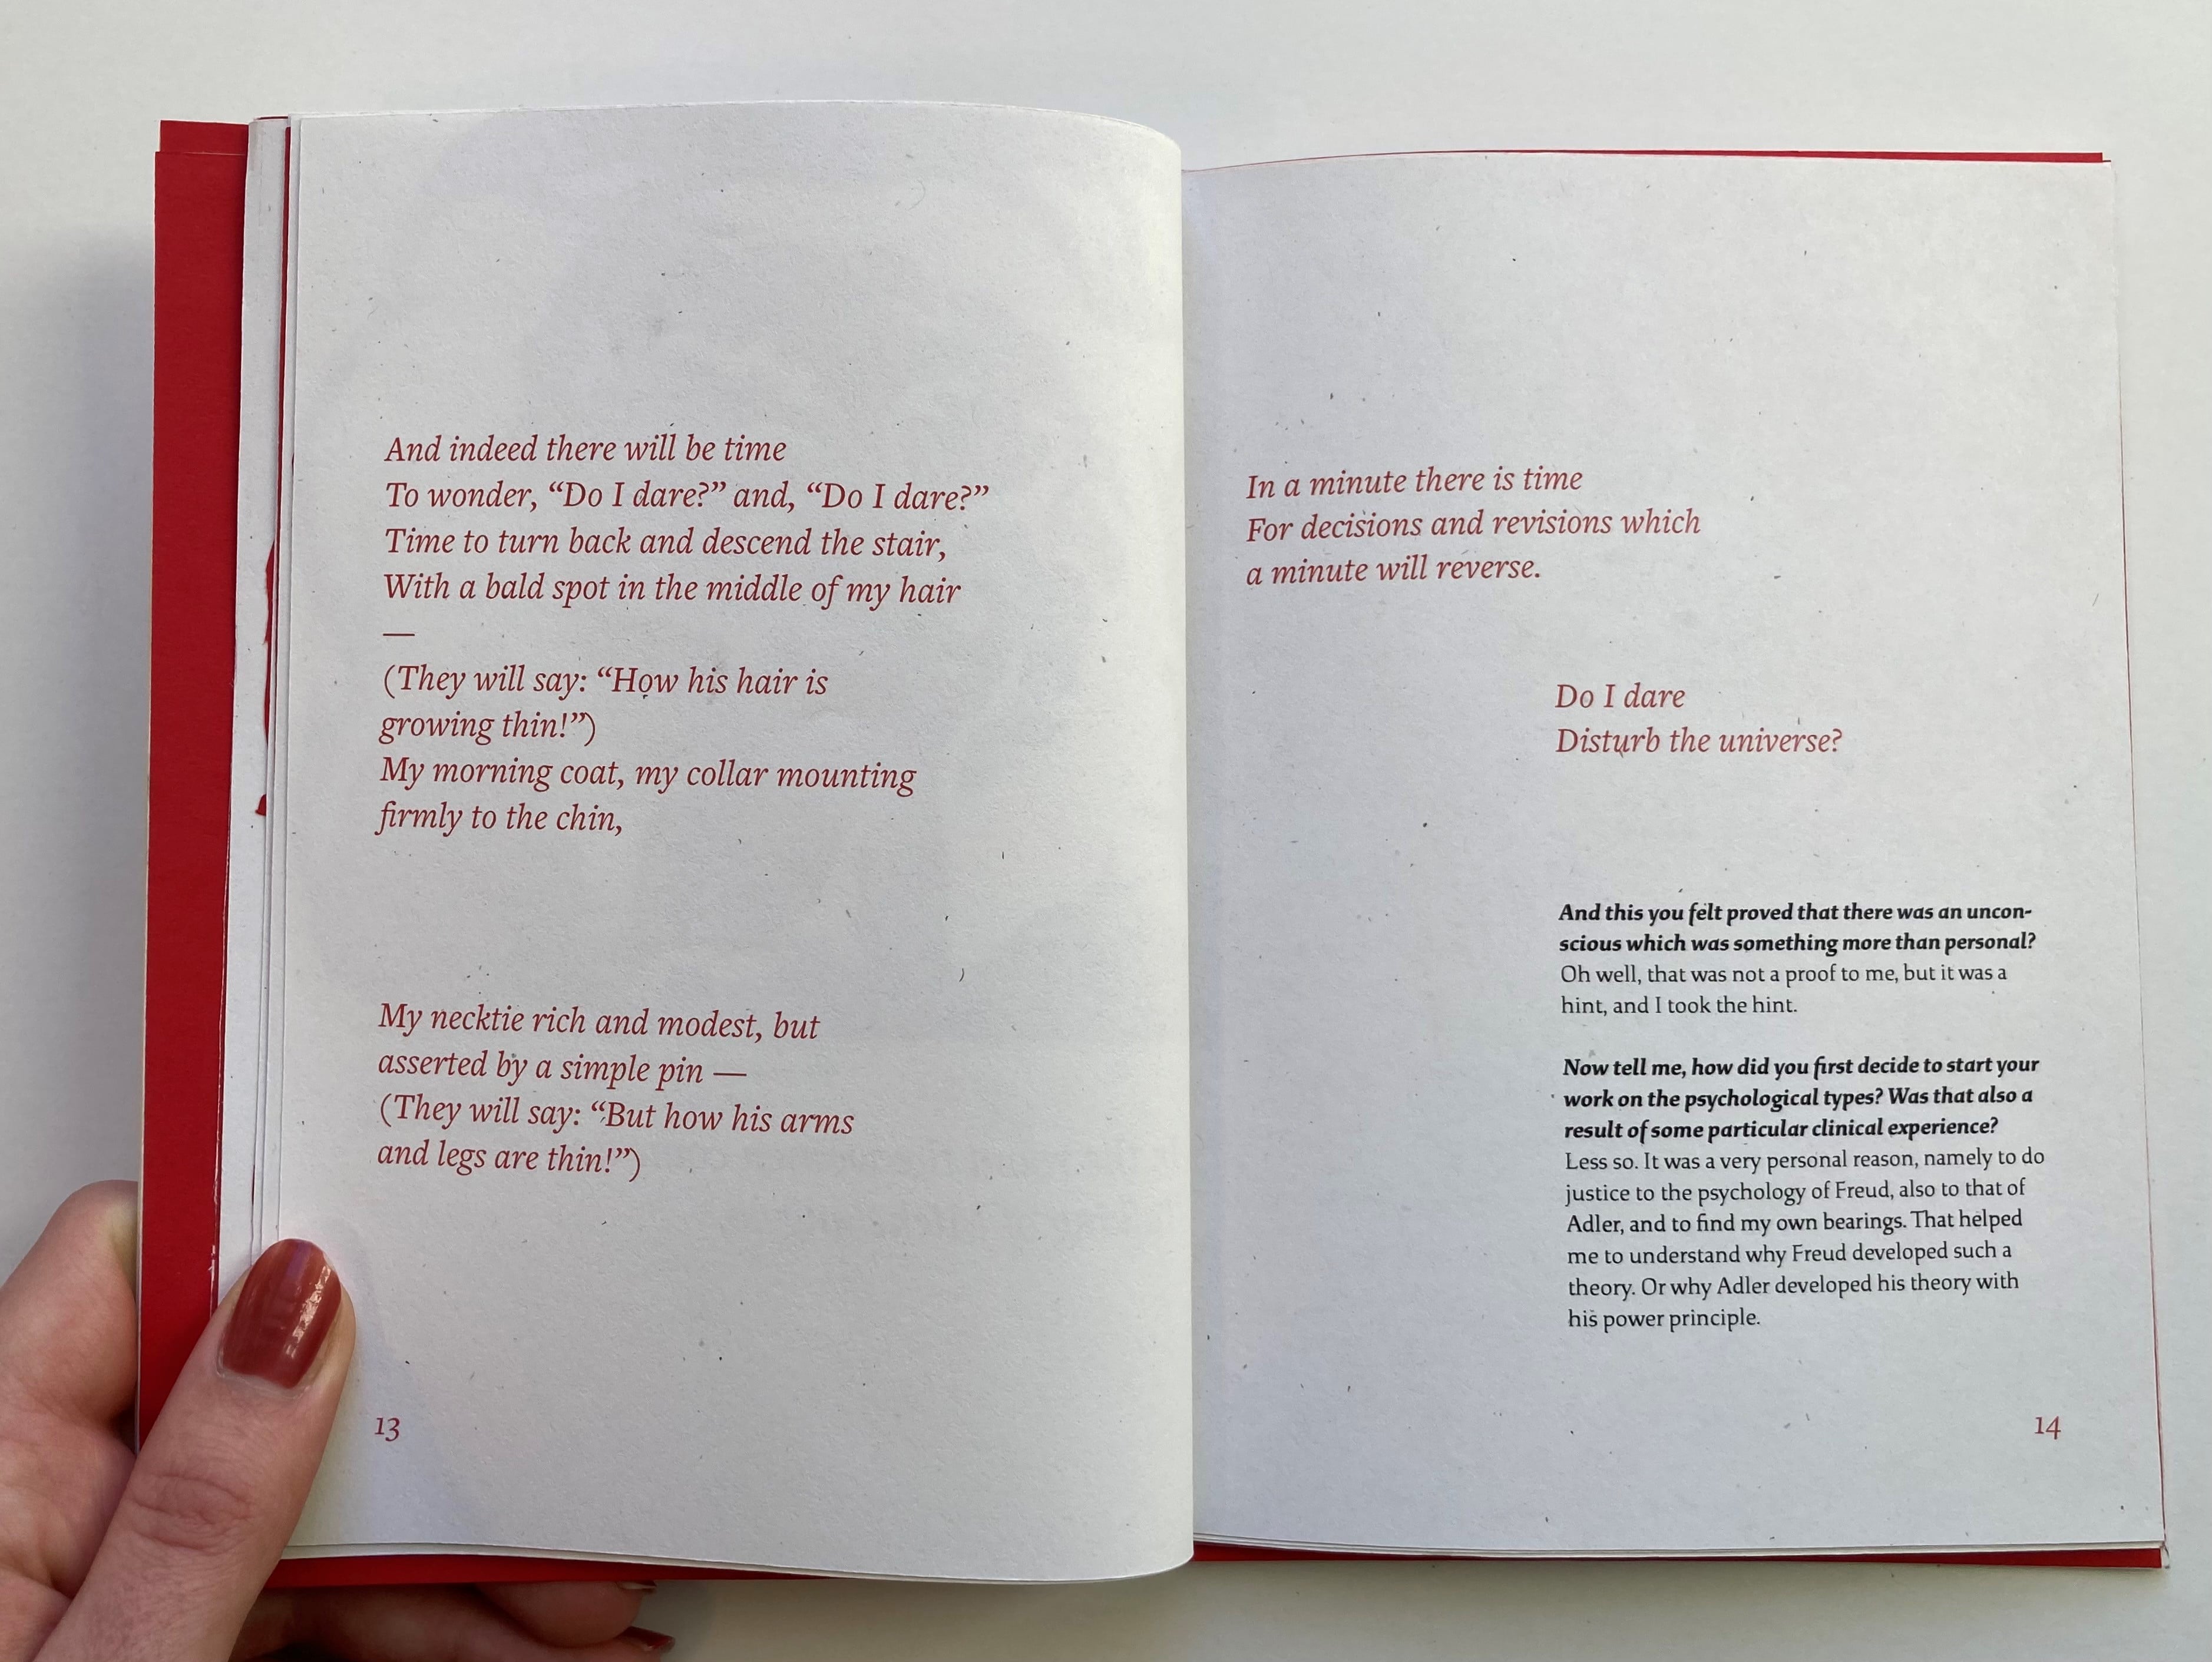 And indeed there will be time
To wonder, “Do I dare?” and, “Do I dare?”
Time to turn back and descend the stair,
With a bald spot in the middle of my hair
—
(They will say: “How his hair is
growing thin!”)
My morning coat, my collar mounting
firmly to the chin,
My necktie rich and modest, but
asserted by a simple pin —
(They will say: “But how his arms
and legs are thin!”)
13
In a minute there is time
For decisions and revisions which
a minute will reverse.
Do I dare
Disturb the universe?
And this you felt proved that there was an uncon-
scious which was something more than personal?
Oh well, that was not a proof to me, but it was a
hint, and I took the hint.
Now tell me, how did you first decide to start your
work on the psychological types? Was that also a
result of some particular clinical experience?
Less so. It was a very personal reason, namely to do
justice to the psychology of Freud, also to that of
Adler, and to find my own bearings. That helped
me to understand why Freud developed such a
theory. Or why Adler developed his theory with
his power principle.
14